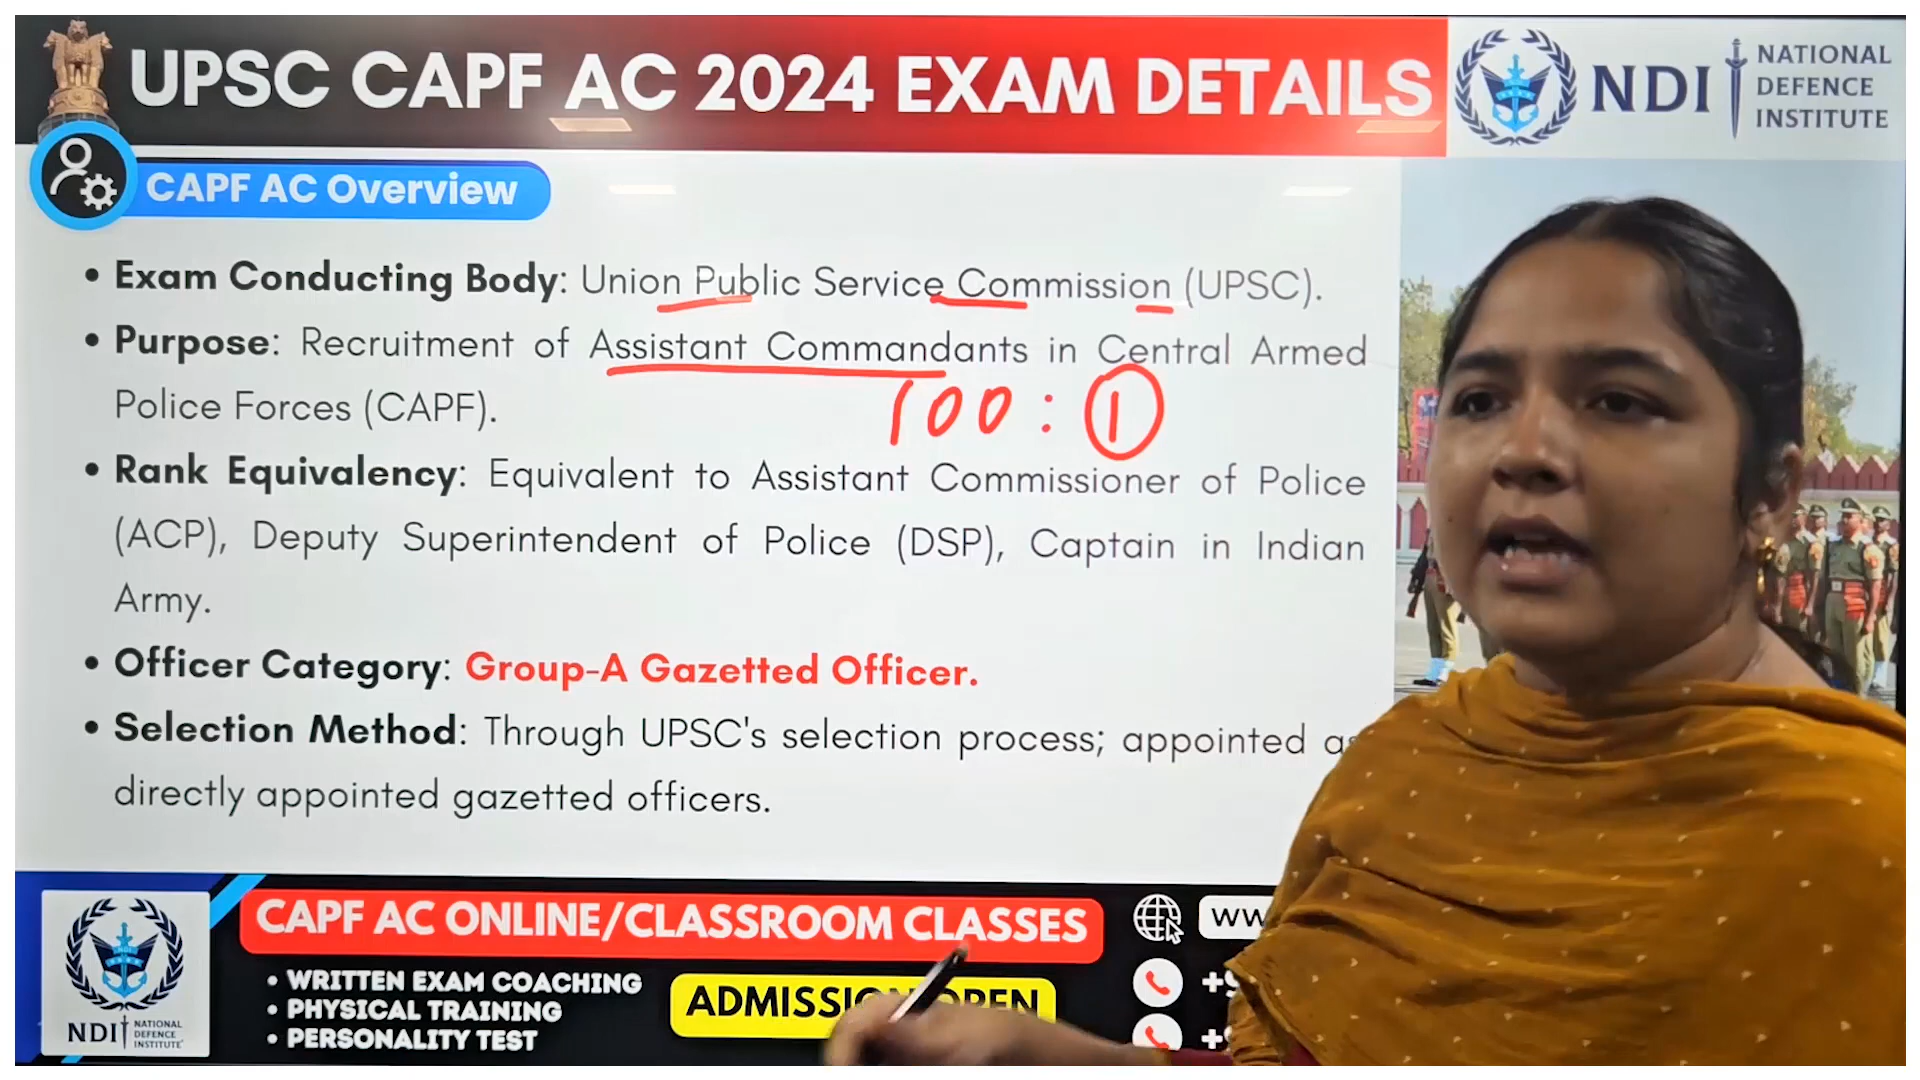 UPSC CAPF AC 2024 EXAM DETAILS
NDI
NATIONAL
DEFENCE
INSTITUTE
CAPF AC Overview
• Exam Conducting Body: Union Public Service Commission (UPSC).
• Purpose: Recruitment of Assistant Commandants in Central Armed
Police Forces (CAPF).
100 : 1
• Rank Equivalency: Equivalent to Assistant Commissioner of Police
(ACP), Deputy Superintendent of Police (DSP), Captain in Indian
Army.
• Officer Category: Group-A Gazetted Officer.
• Selection Method: Through UPSC's selection process; appointed as
directly appointed gazetted officers.
CAPF AC ONLINE/CLASSROOM CLASSES
• WRITTEN EXAM COACHING
• PHYSICAL TRAINING
• PERSONALITY TEST
ADMISSION OPEN
NDI
NATIONAL
DEFENCE
INSTITUTE